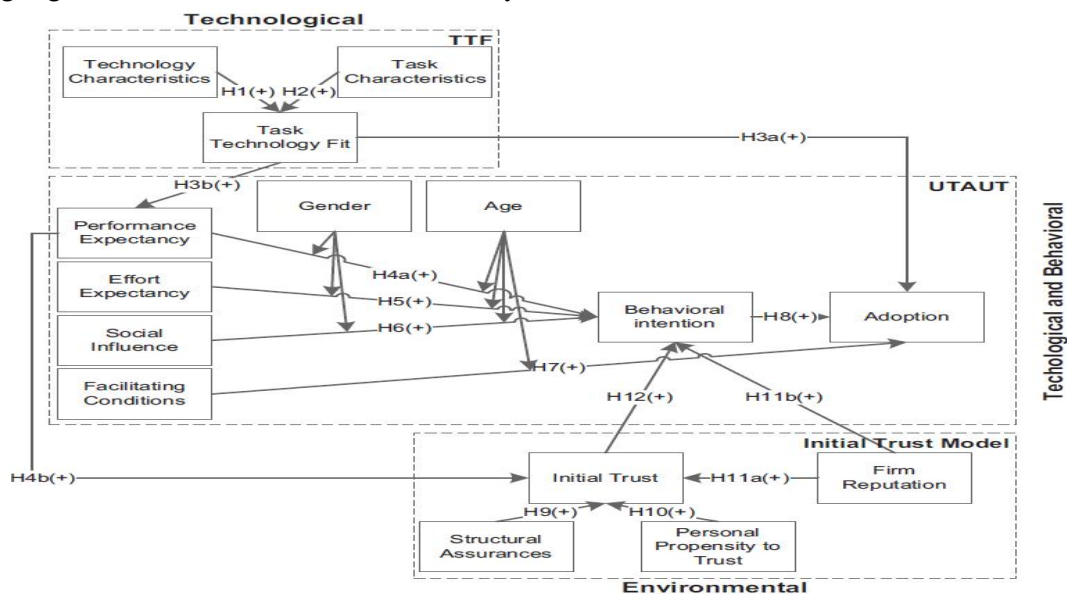 Technological
TTF
Technology
Characteristics
Task
Characteristics
H1(+)
H2(+)
Task
Technology Fit
H3a(+)
H3b(+)
UTAUT
Gender
Age
Performance
Expectancy
H4a(+)
Effort
Expectancy
H5(+)
Behavioral
intention
H8(+)
Adoption
Social
Influence
H6(+)
Facilitating
Conditions
H7(+)
H12(+)
H11b(+)
Techological and Behavioral
Initial Trust Model
H4b(+)
Initial Trust
H11a(+)
Firm
Reputation
H9(+)
H10(+)
Structural
Assurances
Personal
Propensity to
Trust
Environmental